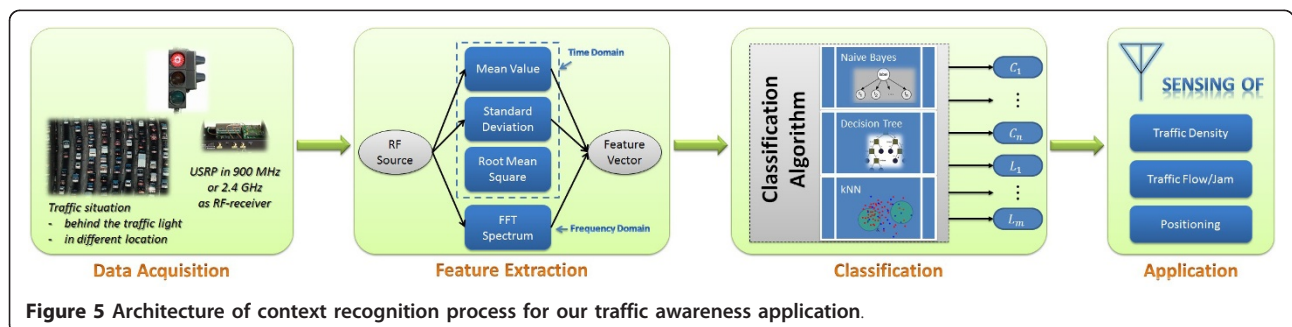 USRP in 900 MHz
or 2.4 GHz
as RF-receiver
Traffic situation
- behind the traffic light
- in different location
Data Acquisition
RF
Source
Time Domain
Mean Value
Standard
Deviation
Root Mean
Square
FFT
Spectrum
Frequency Domain
Feature
Vector
Feature Extraction
Classification
Algorithm
Naive Bayes
Decision Tree
kNN
C1
⋮
Cn
L1
⋮
Lm
Classification
SENSING OF
Traffic Density
Traffic Flow/Jam
Positioning
Application
Figure 5 Architecture of context recognition process for our traffic awareness application.